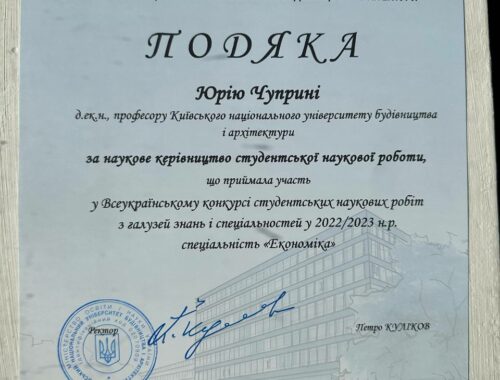 ПОДЯКА
Юрію Чуприні
д.ек.н., професору Київського національного університету будівництва
і архітектури
за наукове керівництво студентської наукової роботи,
що приймала участь
у Всеукраїнському конкурсі студентських наукових робіт
з галузей знань і спеціальностей у 2022/2023 н.р.
спеціальність «Економіка»
Ректор
Петро КУЛІКОВ